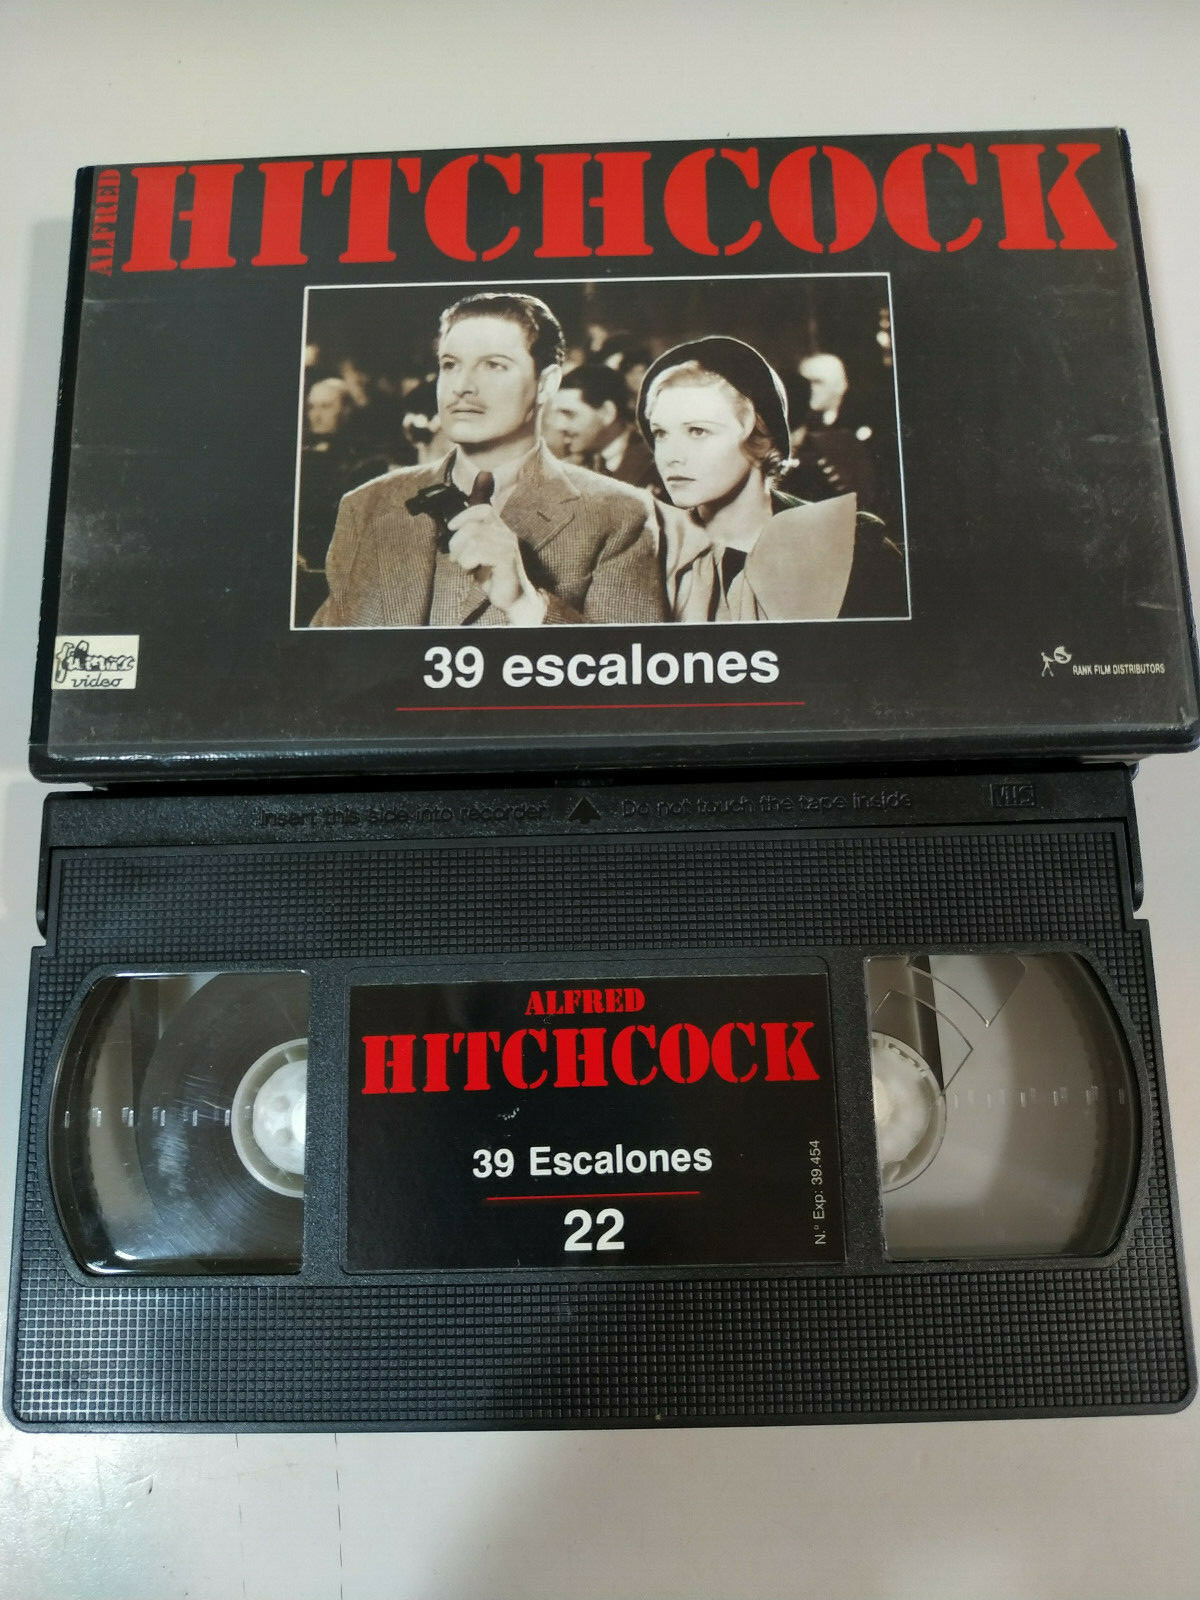 ALFRED
HITCHCOCK
video
39 escalones
RANK FILM DISTRIBUTORS
Insert this side into recorder Do not touch the tape inside VHS
ALFRED
HITCHCOCK
39 Escalones
22
N.º Exp: 39.454